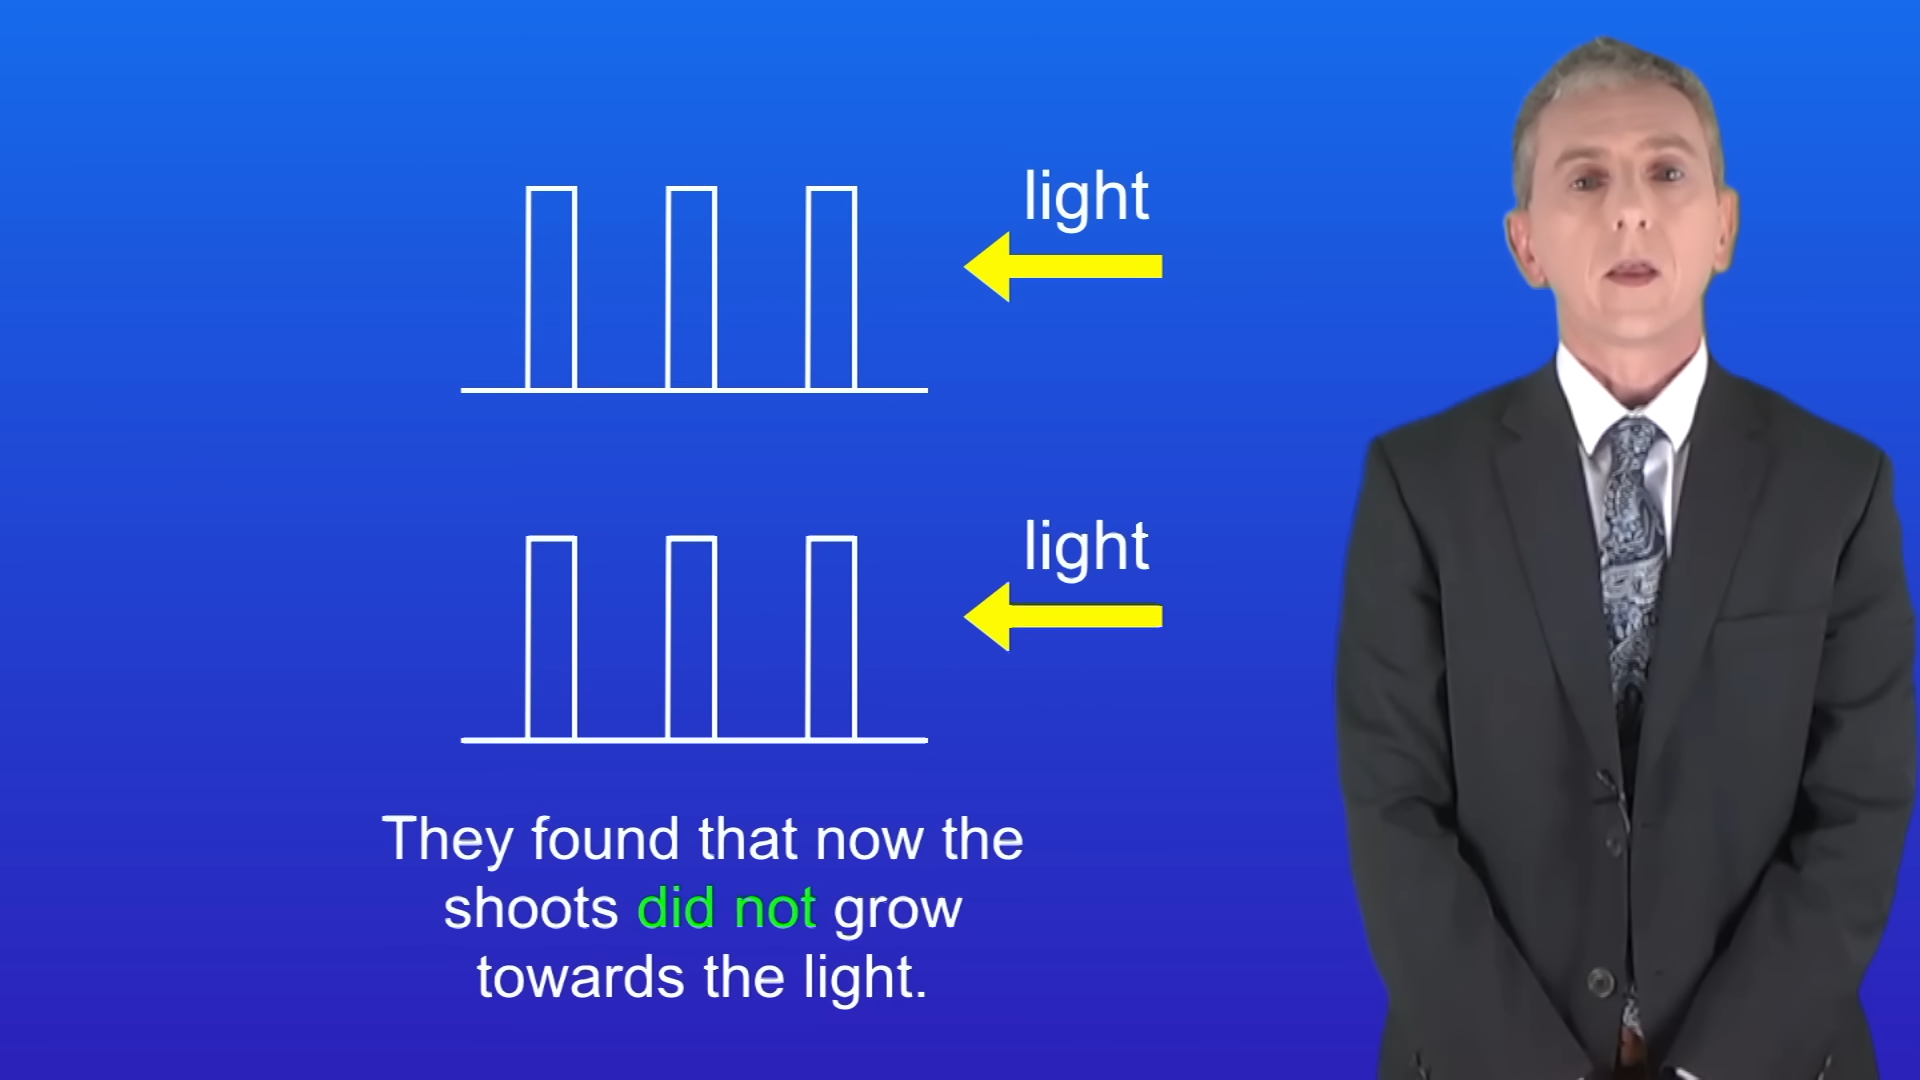 light
light
They found that now the
shoots did not grow
towards the light.